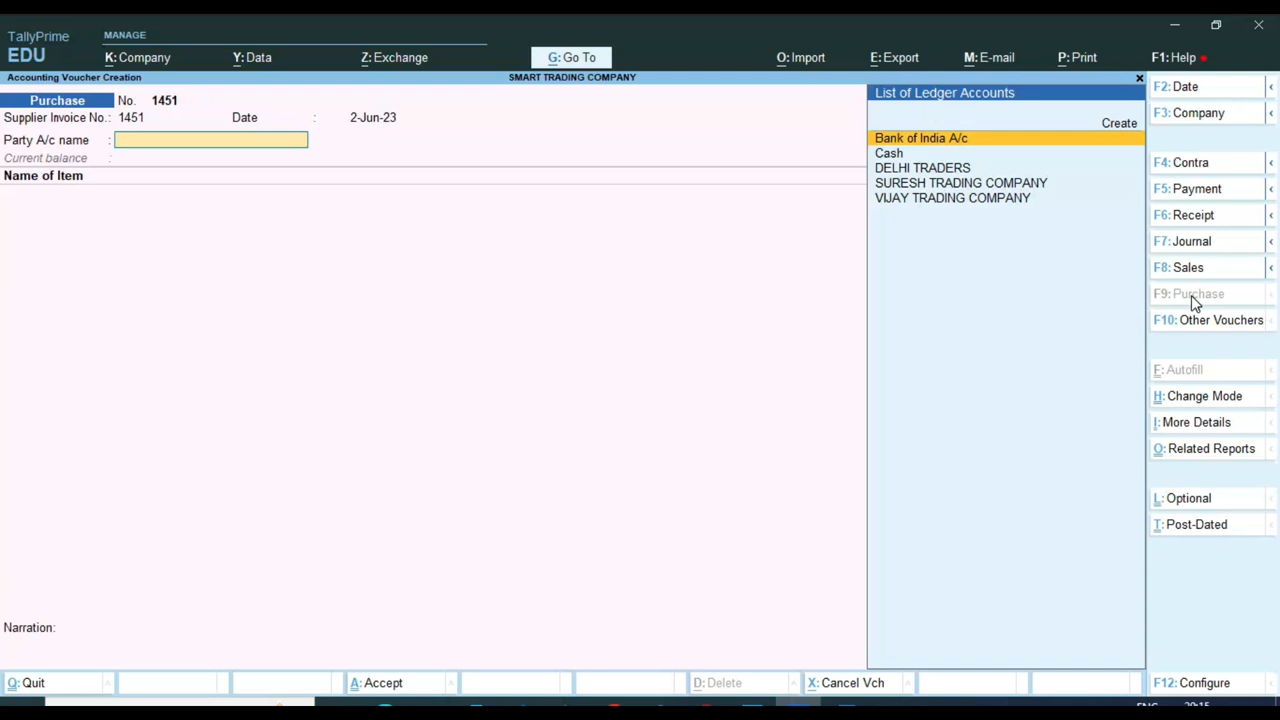 TallyPrime
EDU
MANAGE
K: Company
Y: Data
Z: Exchange
G: Go To
O: Import
E: Export
M: E-mail
P: Print
F1: Help
Accounting Voucher Creation
SMART TRADING COMPANY
Purchase No. 1451
Supplier Invoice No.: 1451 Date : 2-Jun-23
Party A/c name :
Current balance :
Name of Item
Narration:
List of Ledger Accounts
Create
Bank of India A/c
Cash
DELHI TRADERS
SURESH TRADING COMPANY
VIJAY TRADING COMPANY
F2: Date
F3: Company
F4: Contra
F5: Payment
F6: Receipt
F7: Journal
F8: Sales
F9: Purchase
F10: Other Vouchers
F: Autofill
H: Change Mode
I: More Details
O: Related Reports
L: Optional
T: Post-Dated
Q: Quit
A: Accept
D: Delete
X: Cancel Vch
F12: Configure